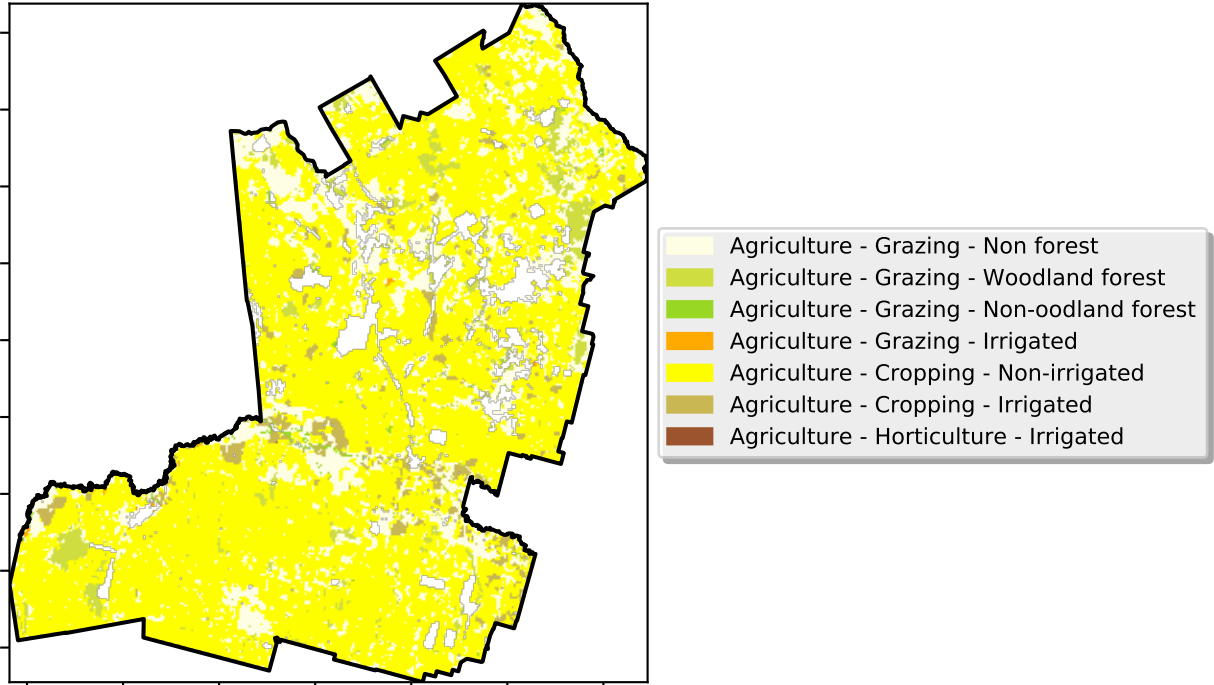 Agriculture - Grazing - Non forest
Agriculture - Grazing - Woodland forest
Agriculture - Grazing - Non-oodland forest
Agriculture - Grazing - Irrigated
Agriculture - Cropping - Non-irrigated
Agriculture - Cropping - Irrigated
Agriculture - Horticulture - Irrigated